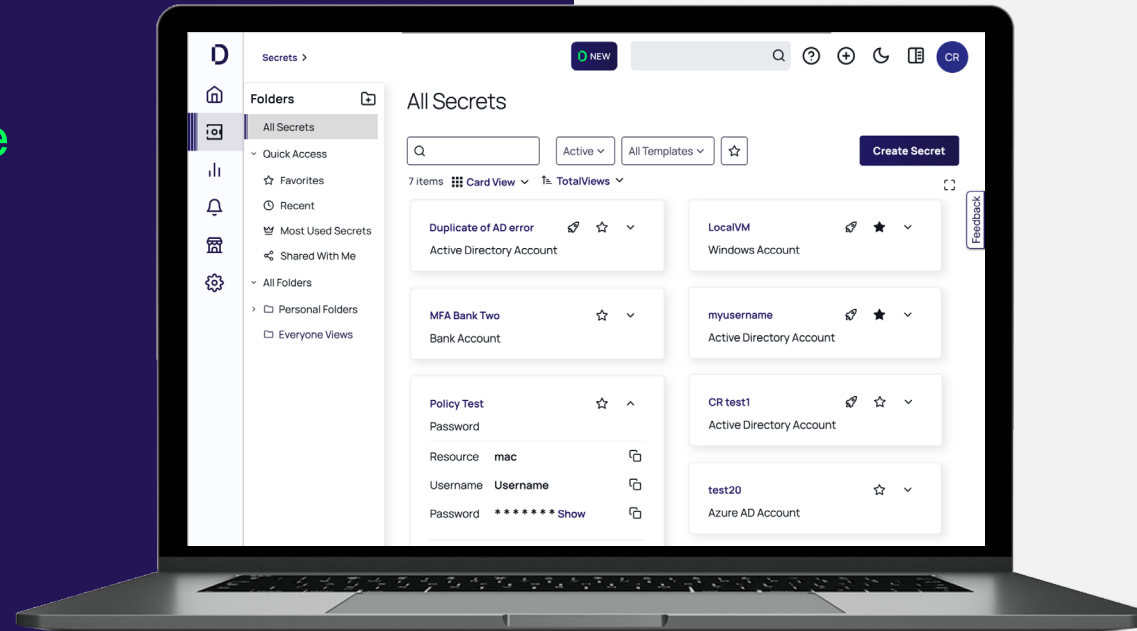 e
D
Secrets >
D NEW
CR
Folders
All Secrets
Quick Access
Favorites
Recent
Most Used Secrets
Shared With Me
All Folders
Personal Folders
Everyone Views
All Secrets
Active
All Templates
Create Secret
7 items Card View TotalViews
Feedback
Duplicate of AD error
Active Directory Account
LocalVM
Windows Account
MFA Bank Two
Bank Account
myusername
Active Directory Account
Policy Test
Password
Resource mac
Username Username
Password ******* Show
CR test1
Active Directory Account
test20
Azure AD Account